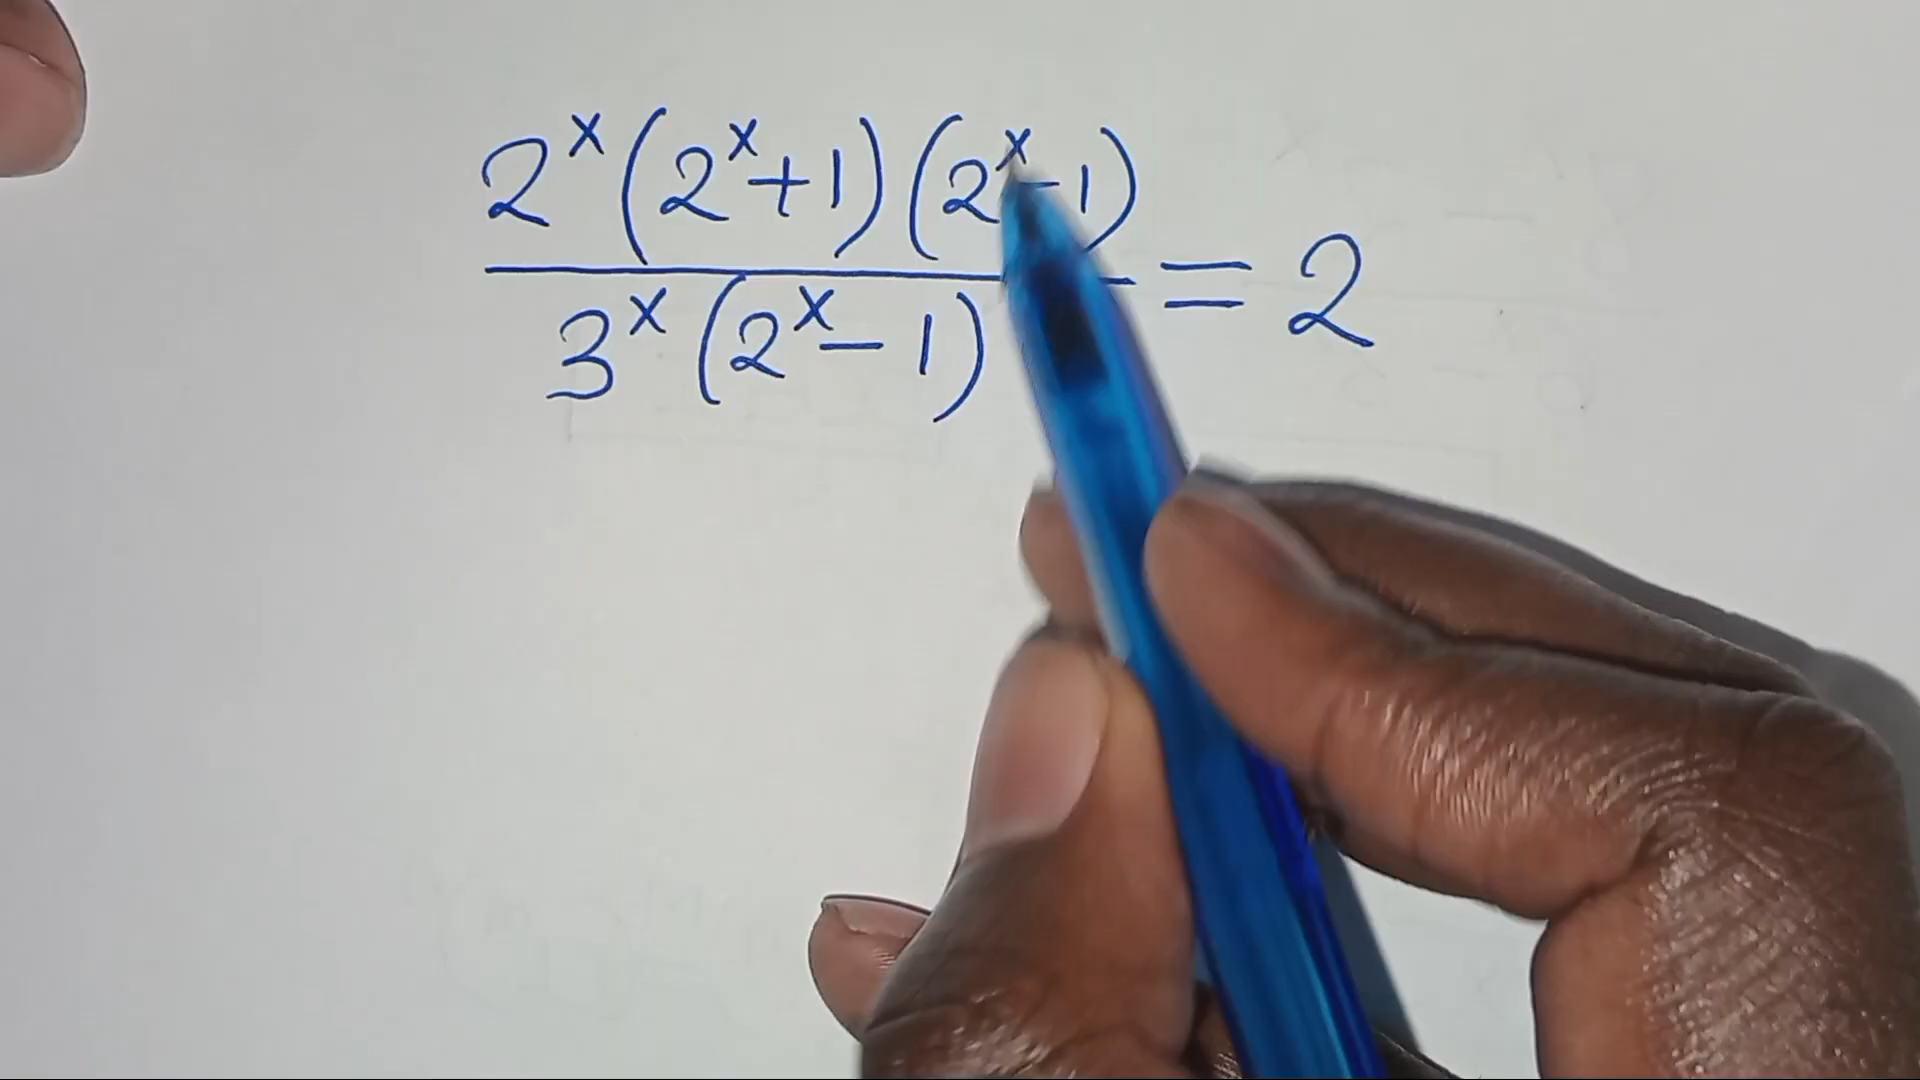 2^x (2^x + 1) (2^x - 1)
3^x (2^x - 1)
= 2